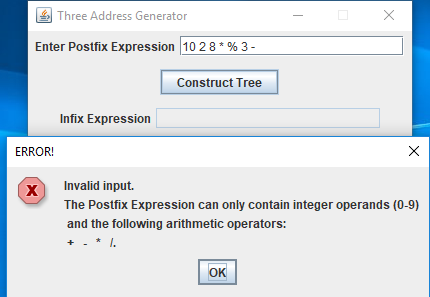 Three Address Generator
Enter Postfix Expression 10 2 8 * % 3 -
Construct Tree
Infix Expression
ERROR!
Invalid input.
The Postfix Expression can only contain integer operands (0-9)
and the following arithmetic operators:
+ - * /.
OK